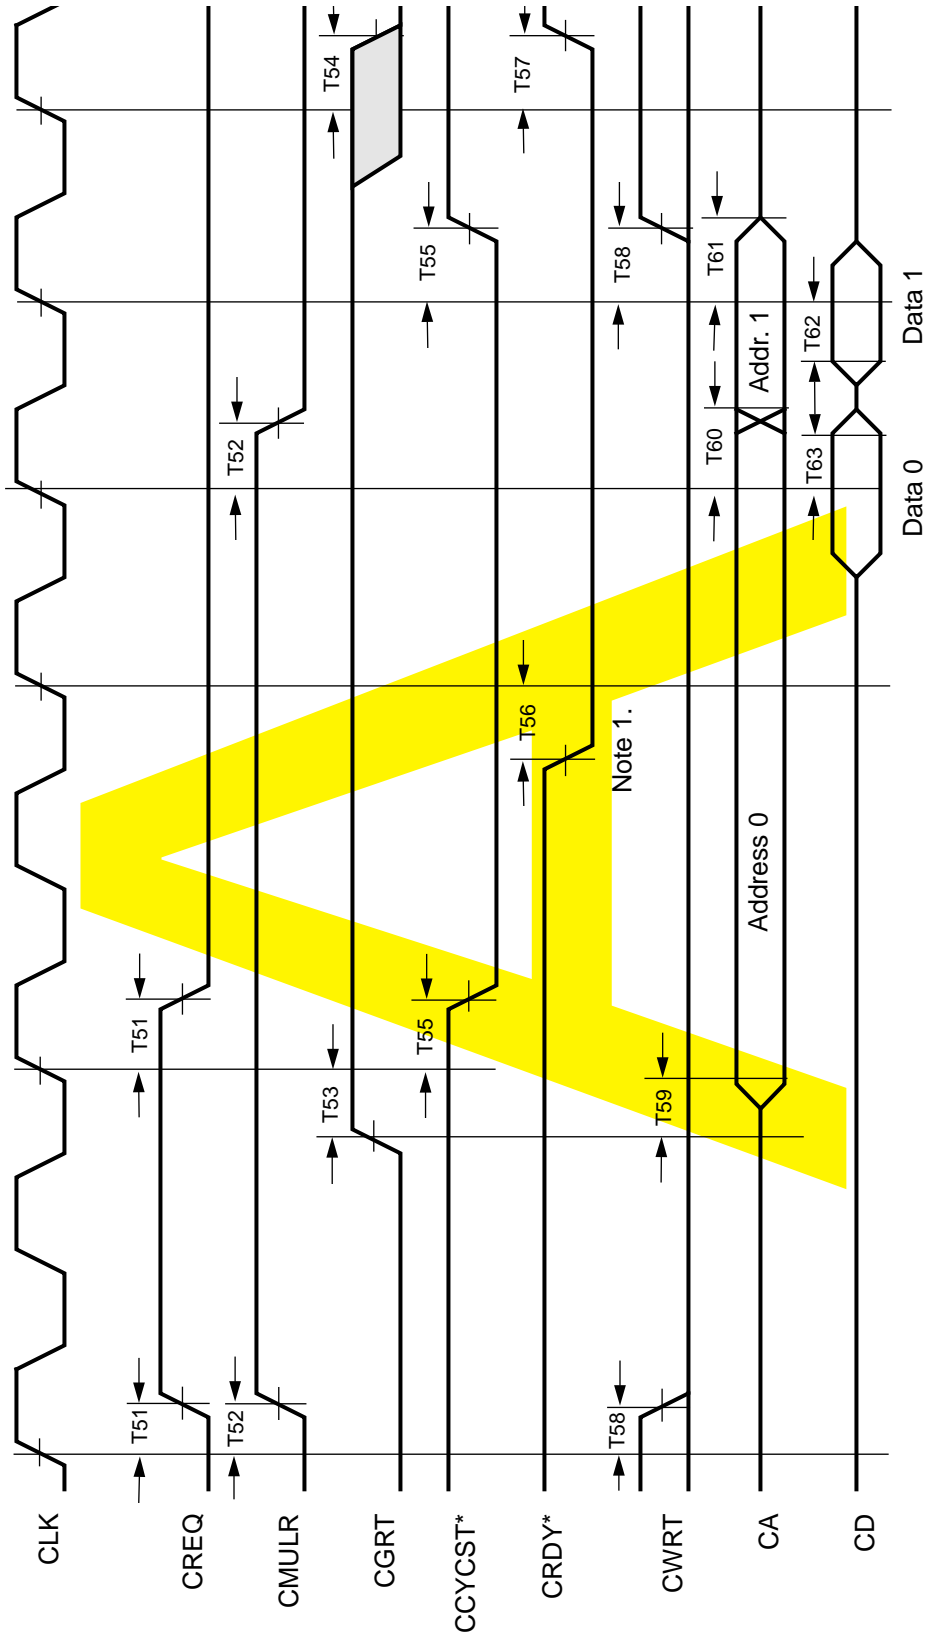 CLK
CREQ
T51
T51
CMULR
T52
T52
CGRT
T53
T54
CCYCST*
T55
T55
CRDY*
T56
T57
Note 1.
CWRT
T58
T59
T58
CA
Address 0
T60
Addr. 1
T61
CD
T63
T62
Data 0
Data 1